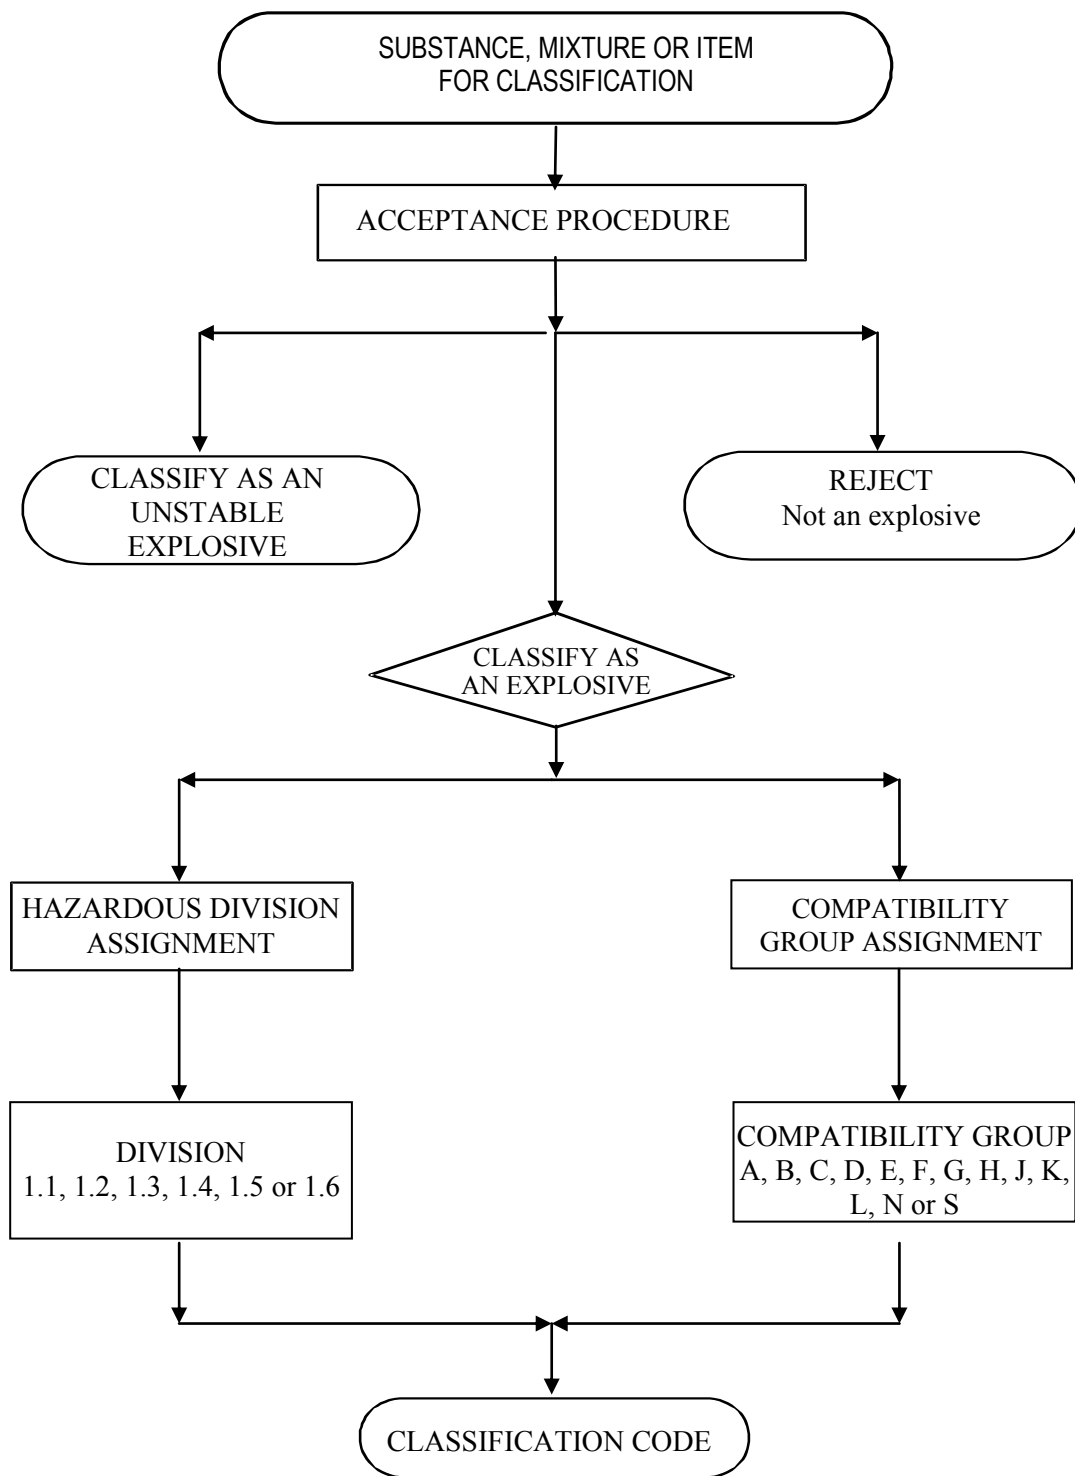 SUBSTANCE, MIXTURE OR ITEM
FOR CLASSIFICATION
ACCEPTANCE PROCEDURE
CLASSIFY AS AN
UNSTABLE
EXPLOSIVE
REJECT
Not an explosive
CLASSIFY AS
AN EXPLOSIVE
HAZARDOUS DIVISION
ASSIGNMENT
COMPATIBILITY
GROUP ASSIGNMENT
DIVISION
1.1, 1.2, 1.3, 1.4, 1.5 or 1.6
COMPATIBILITY GROUP
A, B, C, D, E, F, G, H, J, K,
L, N or S
CLASSIFICATION CODE